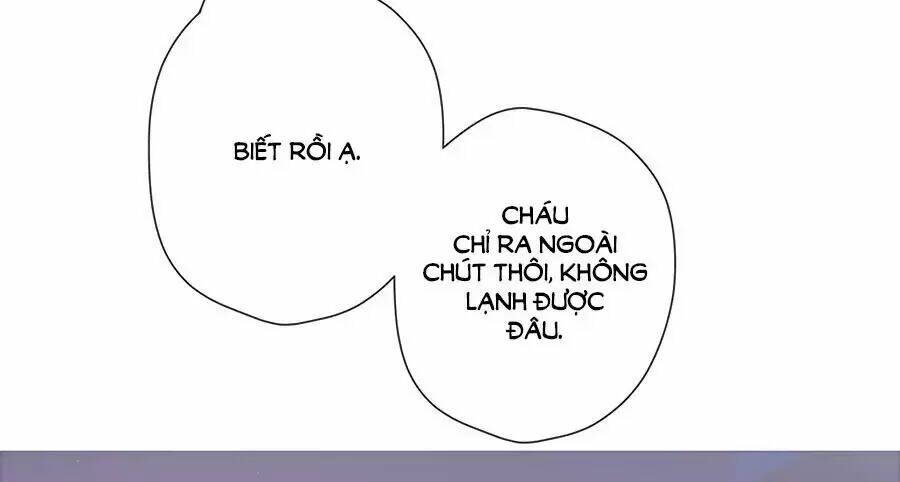 BIẾT RỒI Ạ.
CHÁU
CHỈ RA NGOÀI
CHÚT THÔI, KHÔNG
LẠNH ĐƯỢC
ĐÂU.